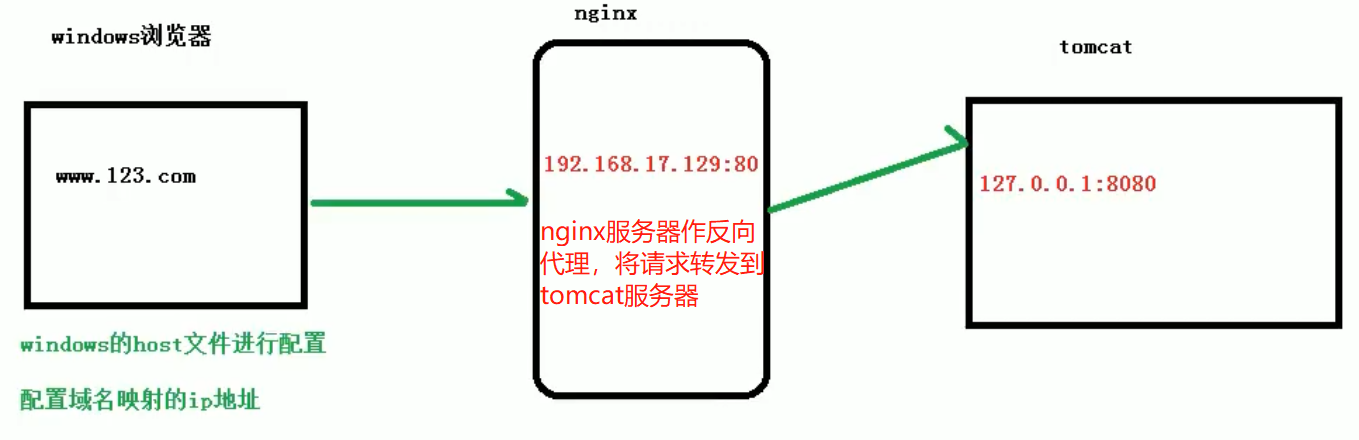 windows浏览器
www.123.com
windows的host文件进行配置
配置域名映射的ip地址
nginx
192.168.17.129:80
nginx服务器作反向
代理，将请求转发到
tomcat服务器
tomcat
127.0.0.1:8080